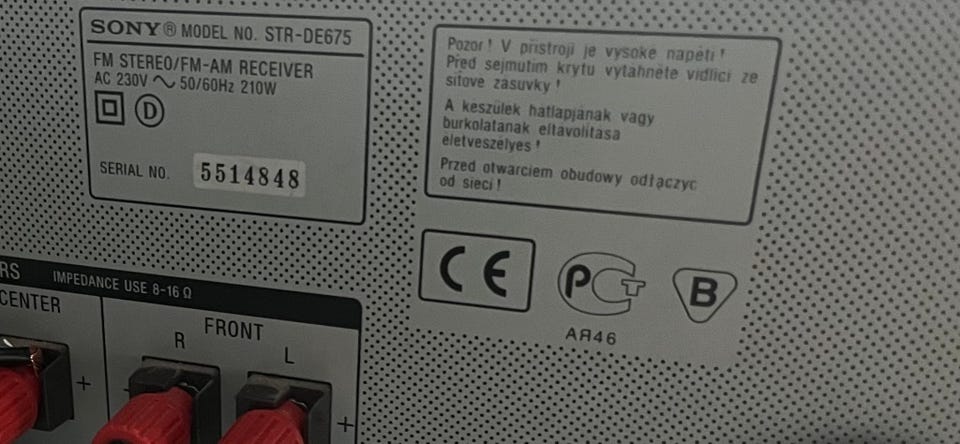 SONY® MODEL NO. STR-DE675
FM STEREO/FM-AM RECEIVER
AC 230V ~ 50/60Hz 210W
D
SERIAL NO. 5514848
Pozor! V přístroji je vysoké napětí!
Před sejmutím krytu vytáhněte vidlici ze
síťové zásuvky!
A készülék hátlapjának vagy
burkolatának eltávolítása
életveszélyes!
Przed otwarciem obudowy odłączyć
od sieci!
CE
РСТ
B
АЯ46
RS IMPEDANCE USE 8-16 Ω
CENTER
FRONT
R
L
+
+